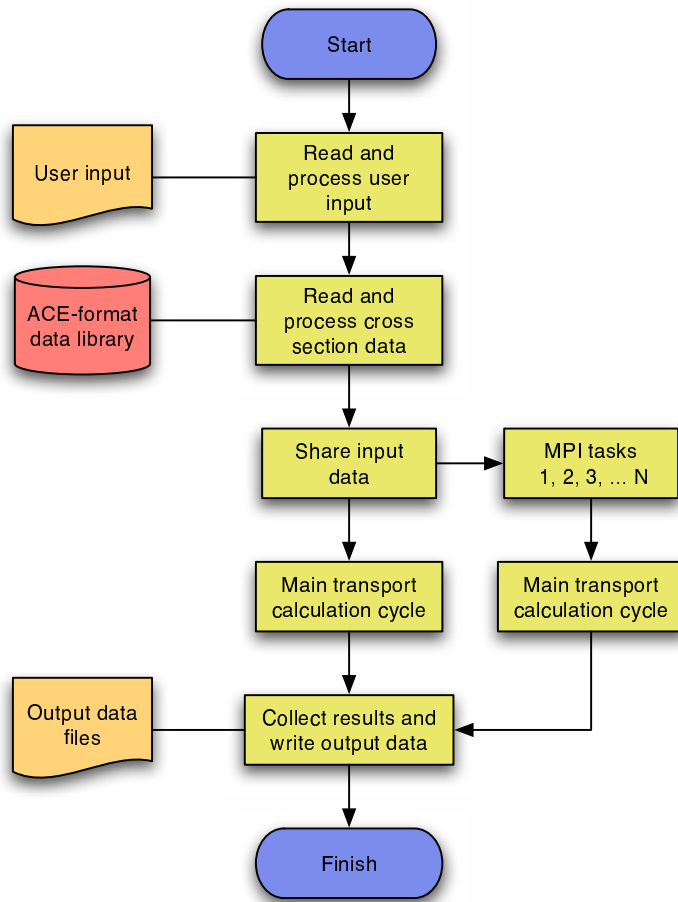 Start
User input
Read and
process user
input
ACE-format
data library
Read and
process cross
section data
Share input
data
MPI tasks
1, 2, 3, ... N
Main transport
calculation cycle
Main transport
calculation cycle
Output data
files
Collect results and
write output data
Finish